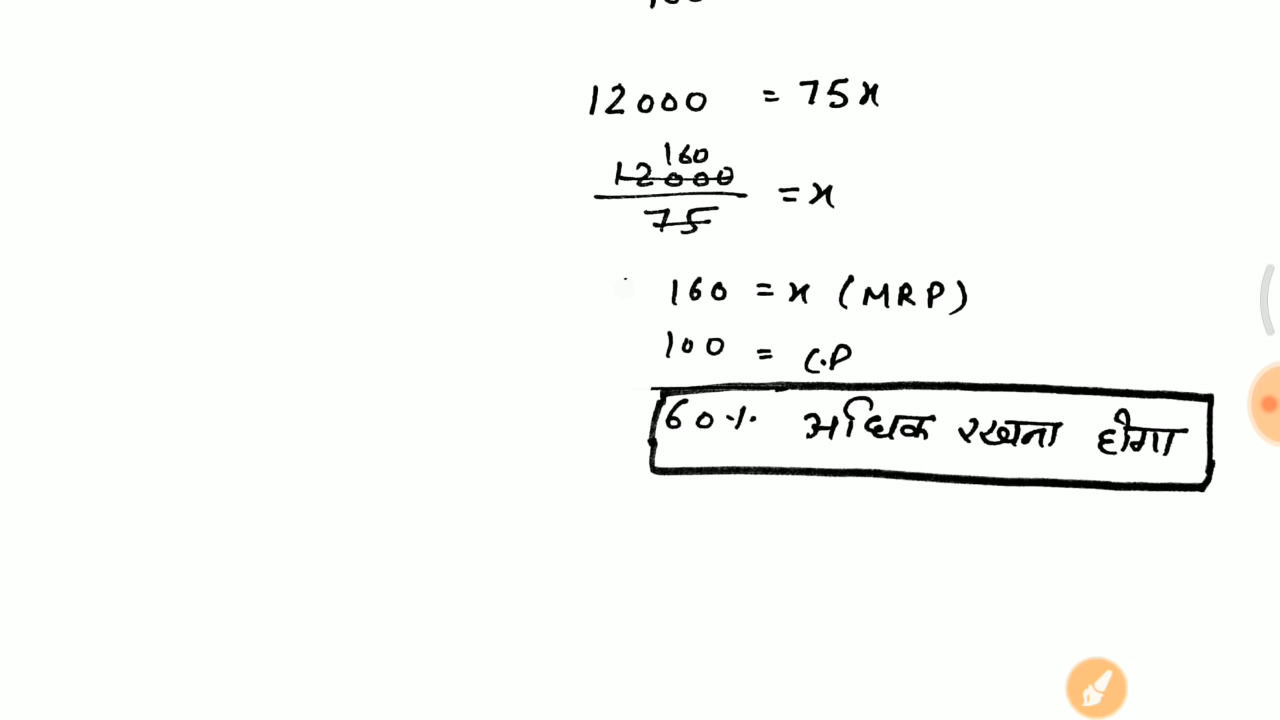 12000 = 75x
160
12000
75
= x
160 = x (MRP)
100 = C.P
60% अधिक रखना होगा